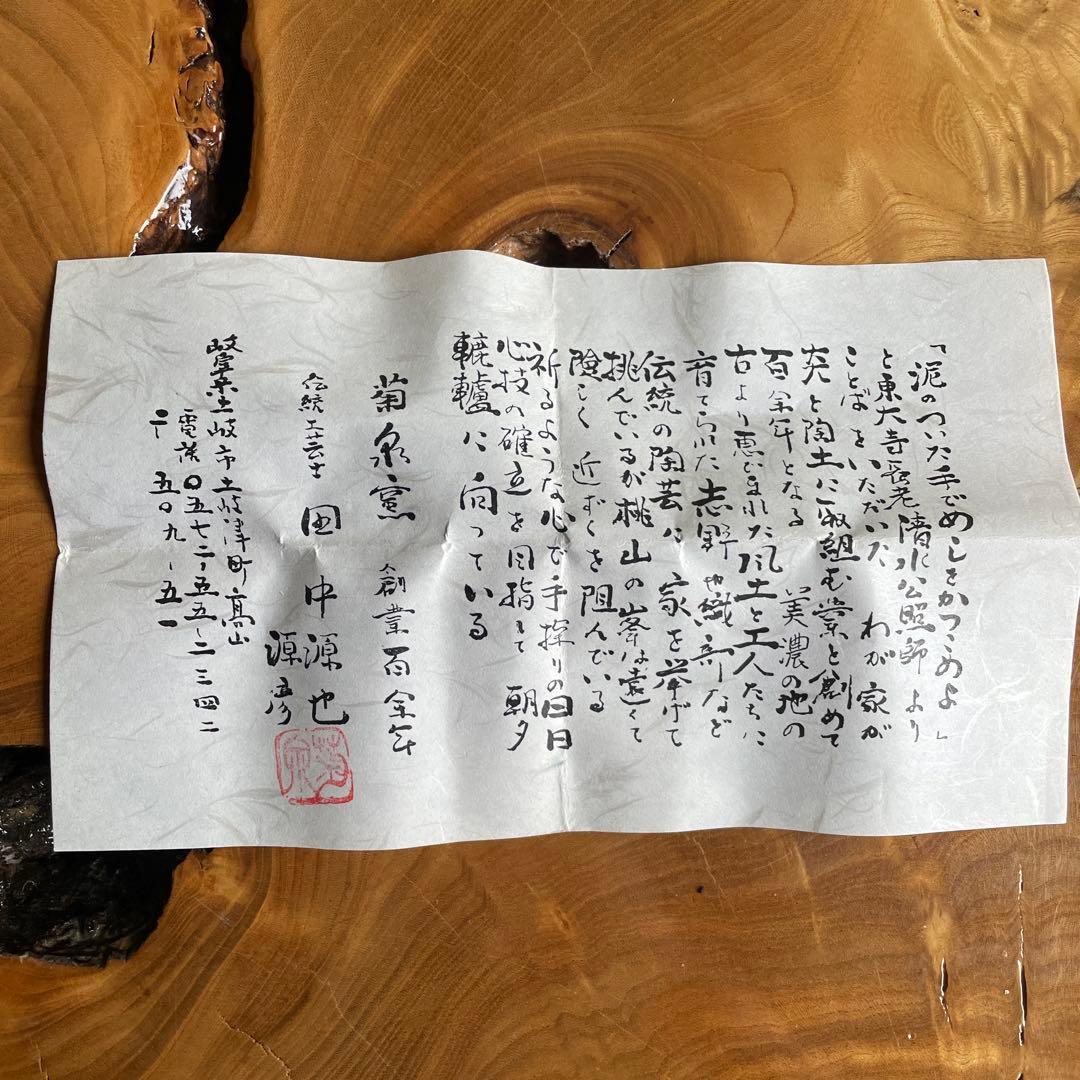 「泥のついた手でめしをかつこめよ」
と東大寺長老清水公照師より
ことばをいただいた　わが家が
炎と陶土に取組む業を創めて
百余年となる　美濃の地の
古より恵まれた風土と工人たちに
育てられた志野や織部など
伝統の陶芸に　家を挙げて
挑んでいるが桃山の峯は遠くて
険しく　近ずくを阻んでいる
祈るような心で手探りの日日
心技の確立を目指して　朝夕
轆轤に向っている
菊泉窯　創業百余年
伝統工芸士　田中源也
源彦
岐阜県土岐市土岐津町高山
電話〇五七二-五五-二三四二
〒五〇九-五一